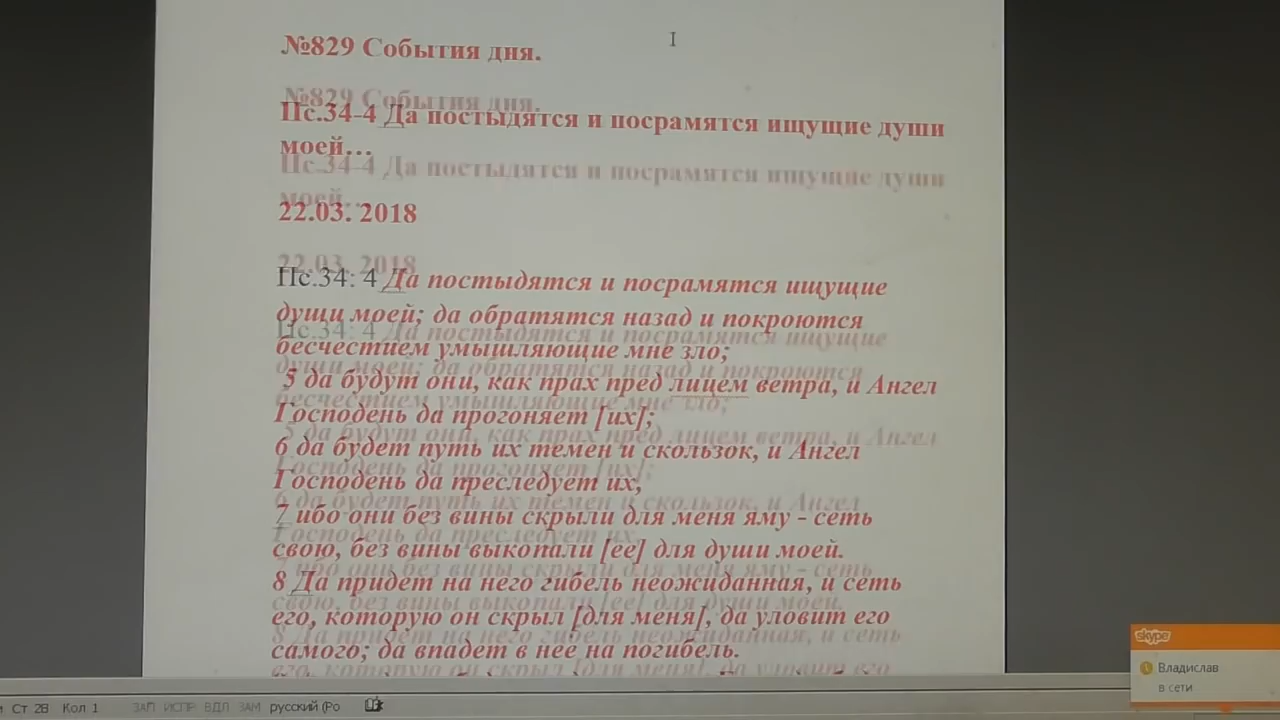 №829 События дня.
Пс.34-4 Да постыдятся и посрамятся ищущие души
моей...
22.03. 2018
Пс.34: 4 Да постыдятся и посрамятся ищущие
души моей; да обратятся назад и покроются
бесчестием умышляющие мне зло;
5 да будут они, как прах пред лицем ветра, и Ангел
Господень да прогоняет [их];
6 да будет путь их темен и скользок, и Ангел
Господень да преследует их,
7 ибо они без вины скрыли для меня яму - сеть
свою, без вины выкопали [ее] для души моей.
8 Да придет на него гибель неожиданная, и сеть
его, которую он скрыл [для меня], да уловит его
самого; да впадет в нее на погибель.
skype
Владислав
в сети
Ст 28 Кол 1 ЗАП ИСПР ВДЛ ЗАМ русский (Ро